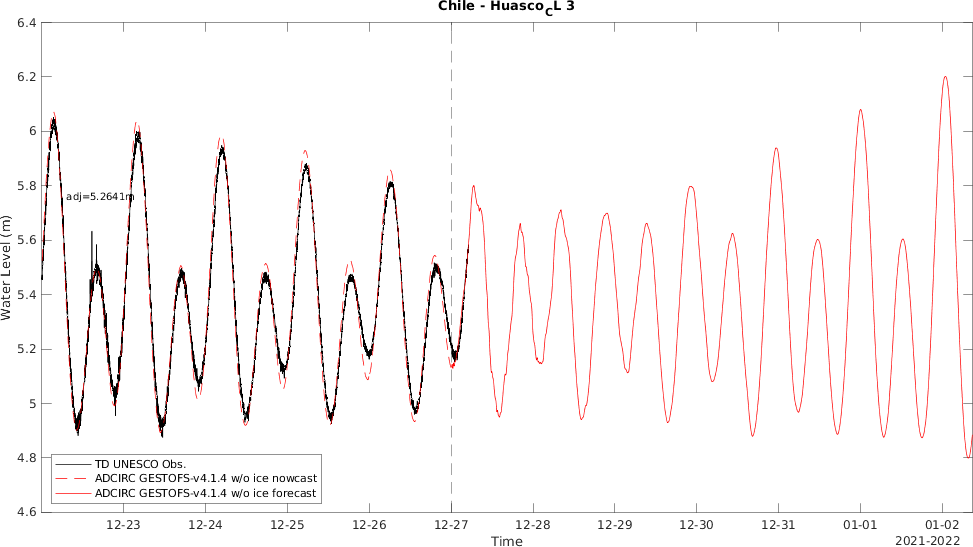 Chile - Huasco_CL 3
6.4
6.2
6
5.8
5.6
5.4
5.2
5
4.8
4.6
Water Level (m)
adj=5.2641m
TD UNESCO Obs.
ADCIRC GESTOFS-v4.1.4 w/o ice nowcast
ADCIRC GESTOFS-v4.1.4 w/o ice forecast
12-23 12-24 12-25 12-26 12-27 12-28 12-29 12-30 12-31 01-01 01-02
Time
2021-2022